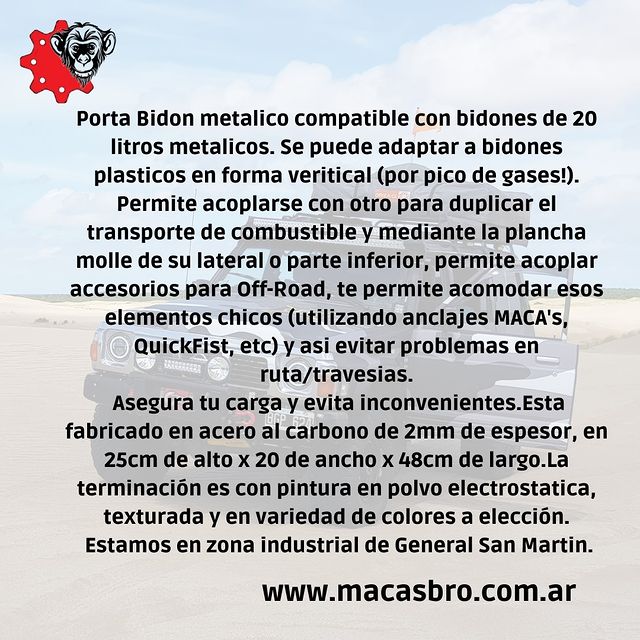 Porta Bidon metalico compatible con bidones de 20
litros metalicos. Se puede adaptar a bidones
plasticos en forma veritical (por pico de gases!).
Permite acoplarse con otro para duplicar el
transporte de combustible y mediante la plancha
molle de su lateral o parte inferior, permite acoplar
accesorios para Off-Road, te permite acomodar esos
elementos chicos (utilizando anclajes MACA's,
QuickFist, etc) y asi evitar problemas en
ruta/travesias.
Asegura tu carga y evita inconvenientes.Esta
fabricado en acero al carbono de 2mm de espesor, en
25cm de alto x 20 de ancho x 48cm de largo.La
terminación es con pintura en polvo electrostatica,
texturada y en variedad de colores a elección.
Estamos en zona industrial de General San Martin.
www.macasbro.com.ar